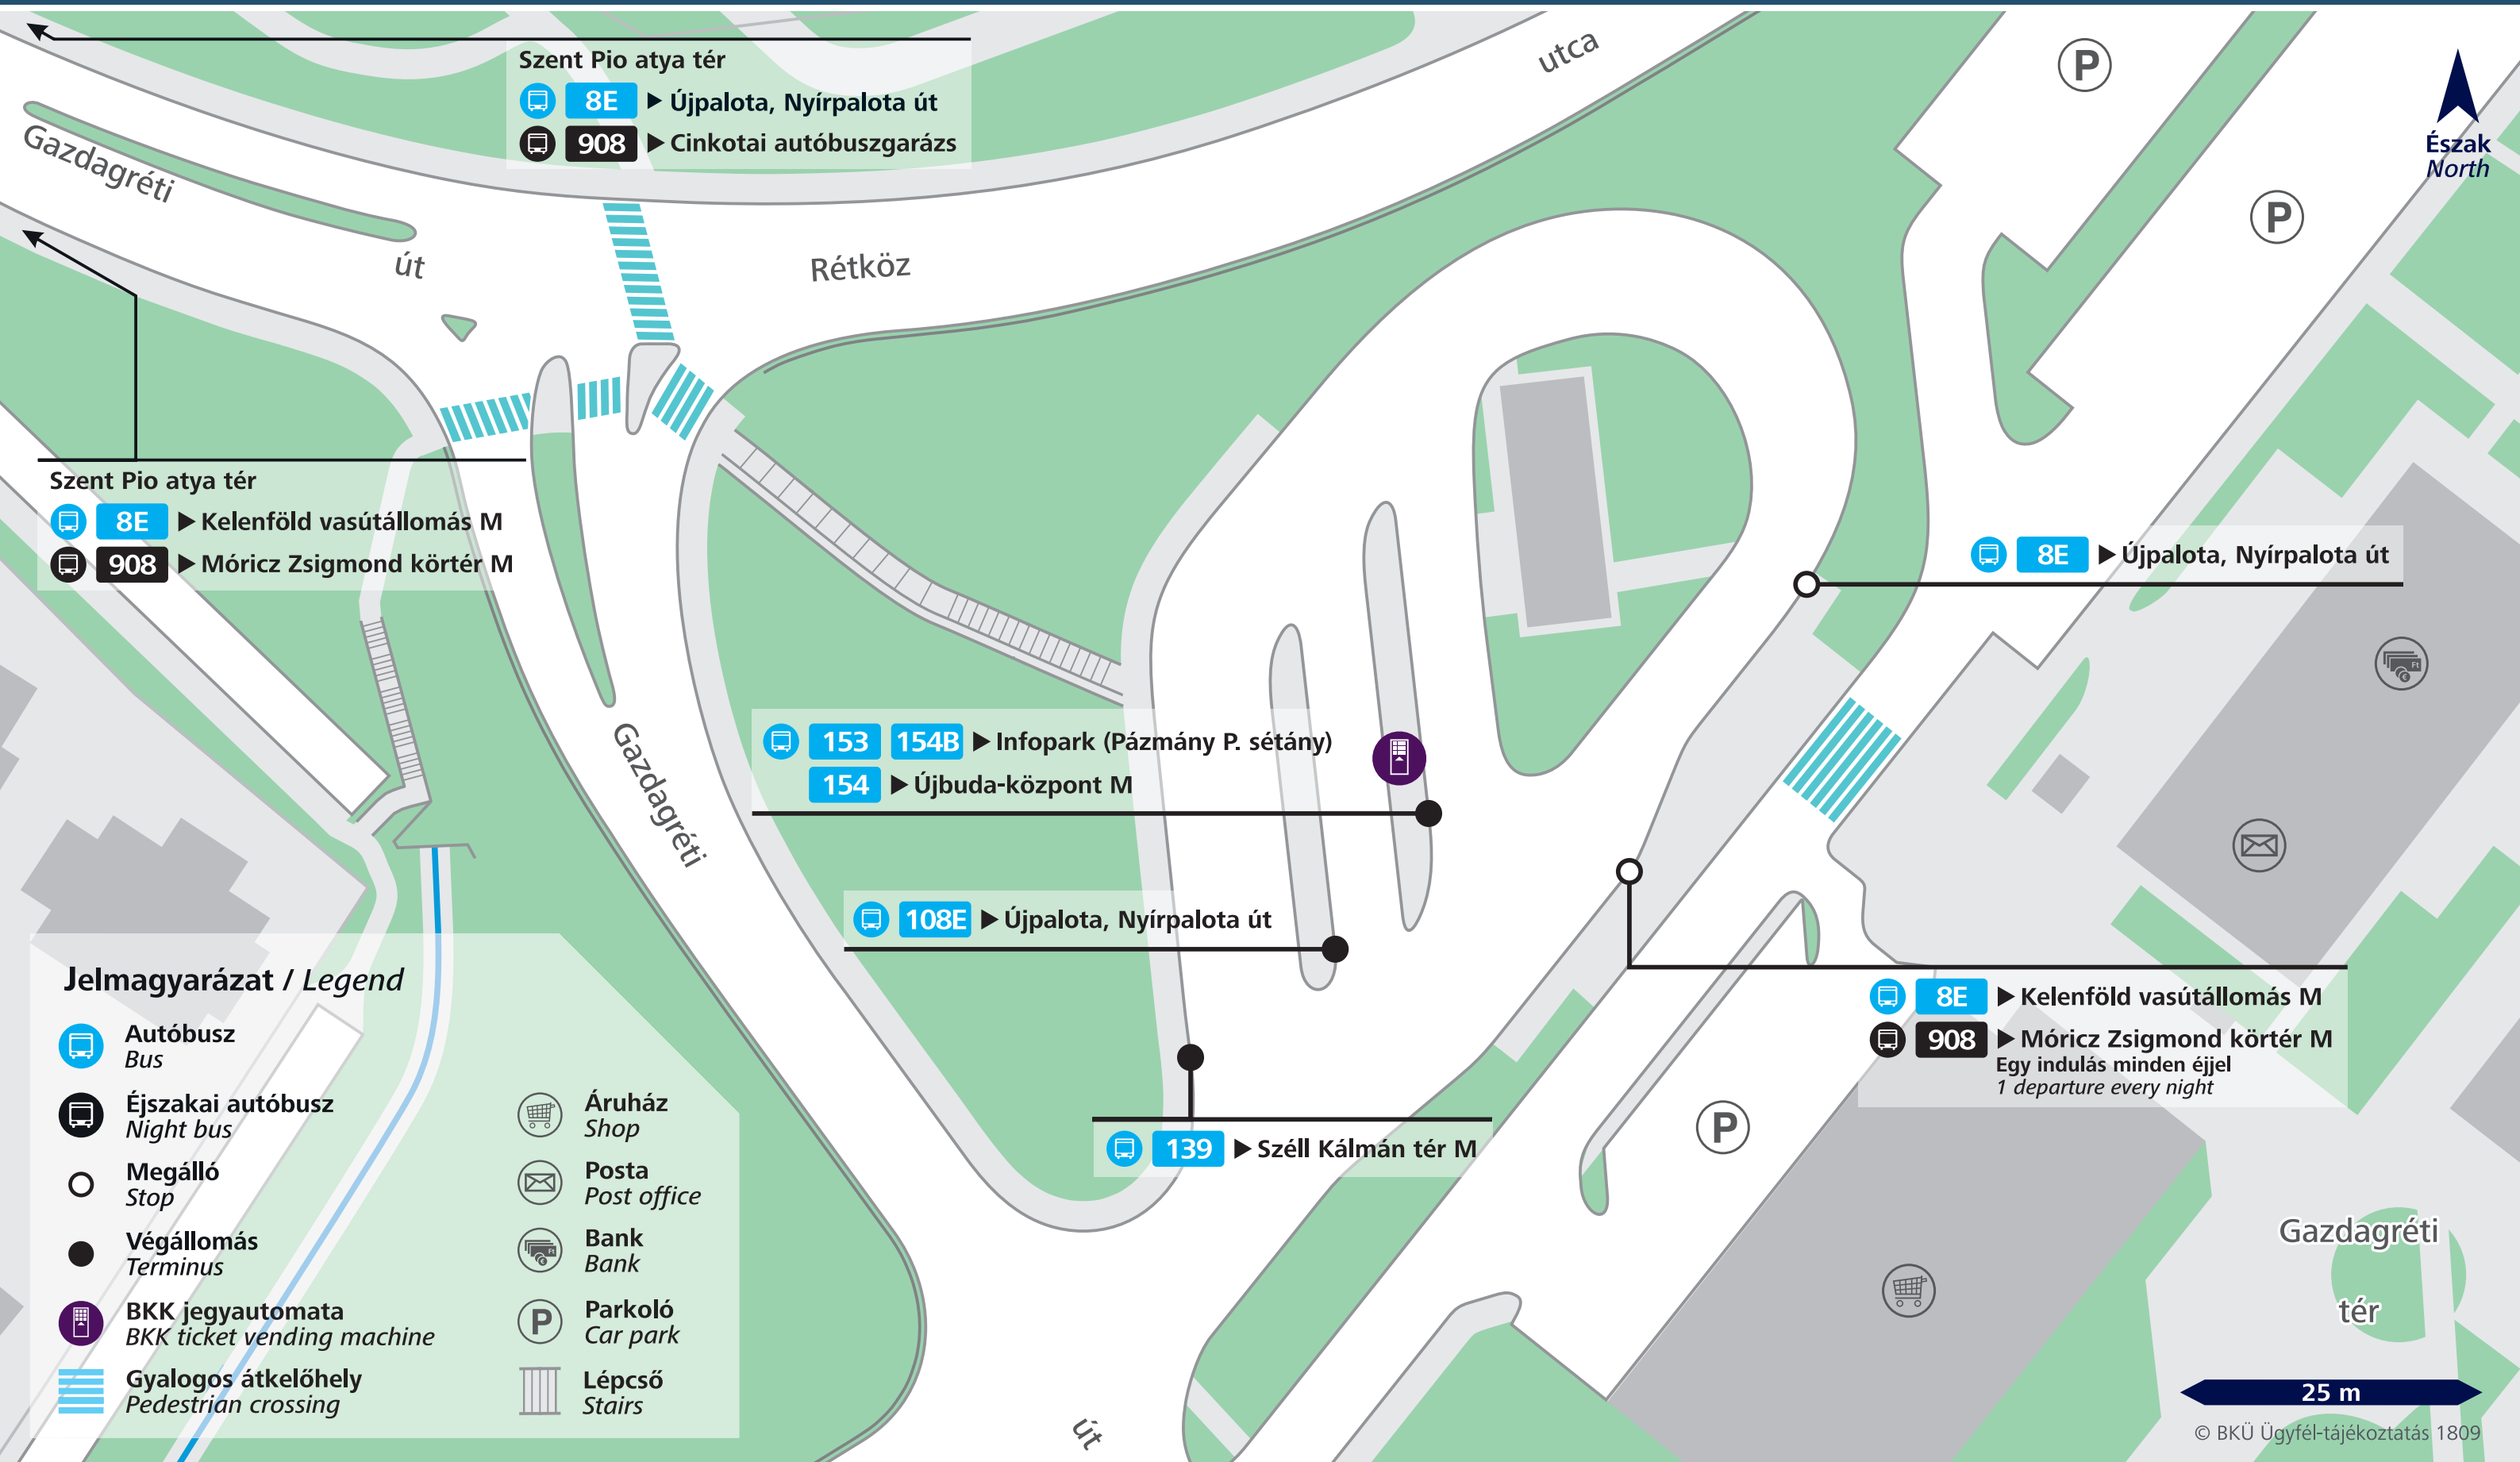 Szent Pio atya tér
8E Újpalota, Nyírpalota út
908 Cinkotai autóbuszgarázs
utca
P
Észak
North
P
Gazdagréti
út
Rétköz
Szent Pio atya tér
8E Kelenföld vasútállomás M
908 Móricz Zsigmond körtér M
8E Újpalota, Nyírpalota út
Ft
€
Gazdagréti
153 154B Infopark (Pázmány P. sétány)
154 Újbuda-központ M
108E Újpalota, Nyírpalota út
8E Kelenföld vasútállomás M
908 Móricz Zsigmond körtér M
Egy indulás minden éjjel
1 departure every night
P
139 Széll Kálmán tér M
Jelmagyarázat / Legend
Autóbusz
Bus
Éjszakai autóbusz
Night bus
Megálló
Stop
Végállomás
Terminus
BKK jegyautomata
BKK ticket vending machine
Gyalogos átkelőhely
Pedestrian crossing
Áruház
Shop
Posta
Post office
Ft
€
Bank
Bank
P
Parkoló
Car park
Lépcső
Stairs
út
Gazdagréti
tér
25 m
© BKÜ Ügyfél-tájékoztatás 1809